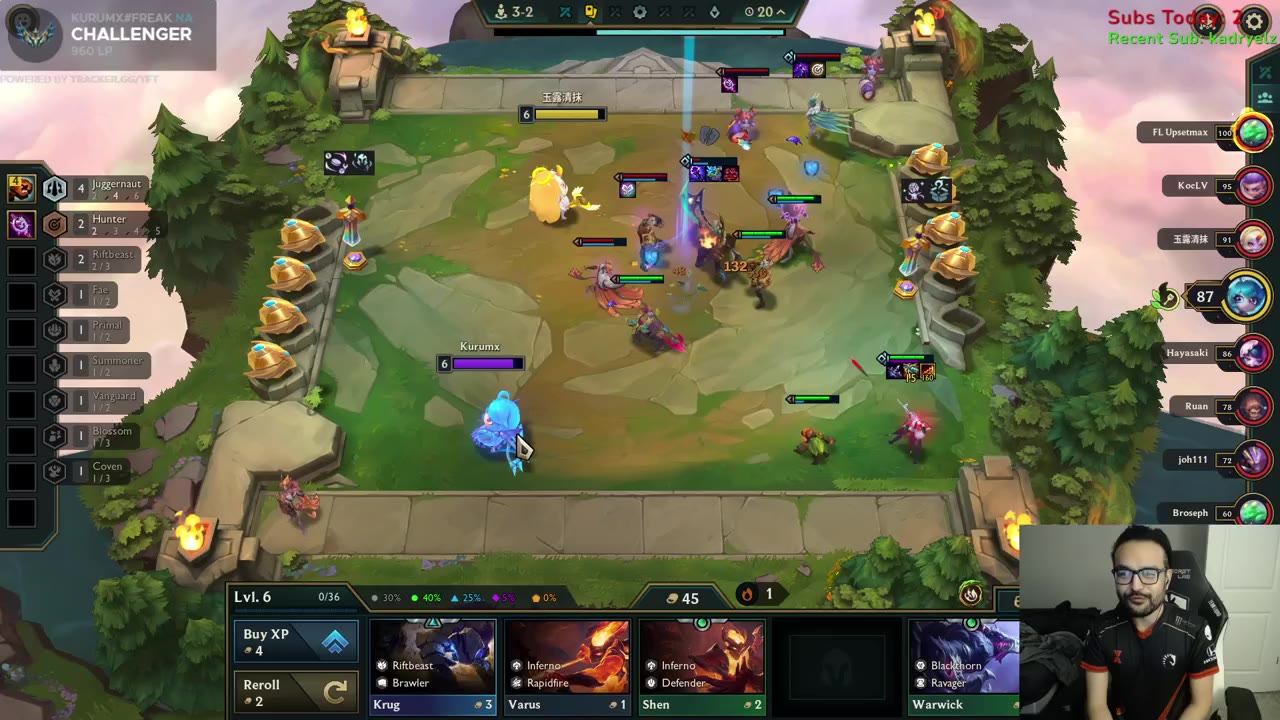 KURUMX#FREAK NA
CHALLENGER
960 LP
POWERED BY TRACKER.GG/TFT
3-2
20
Subs Today: 2
Recent Sub: kadryelz
玉露清抹
6
FL Upsetmax 100
KocLV 95
玉露清抹 91
87
Hayasaki 86
Ruan 78
joh111 72
Broseph 60
4 Juggernaut
2 4 6
2 Hunter
2 3 4 5
2 Riftbeast
2 / 3
1 Fae
1 / 2
1 Primal
1 / 2
1 Summoner
1 / 2
1 Vanguard
1 / 2
1 Blossom
1 / 3
1 Coven
1 / 3
48
132
Kurumx
6
15 160
Lvl. 6 0/36
30% 40% 25% 5% 0%
45
1
Buy XP
4
Reroll
2
Riftbeast
Brawler
Krug 3
Inferno
Rapidfire
Varus 1
Inferno
Defender
Shen 2
Blackthorn
Ravager
Warwick